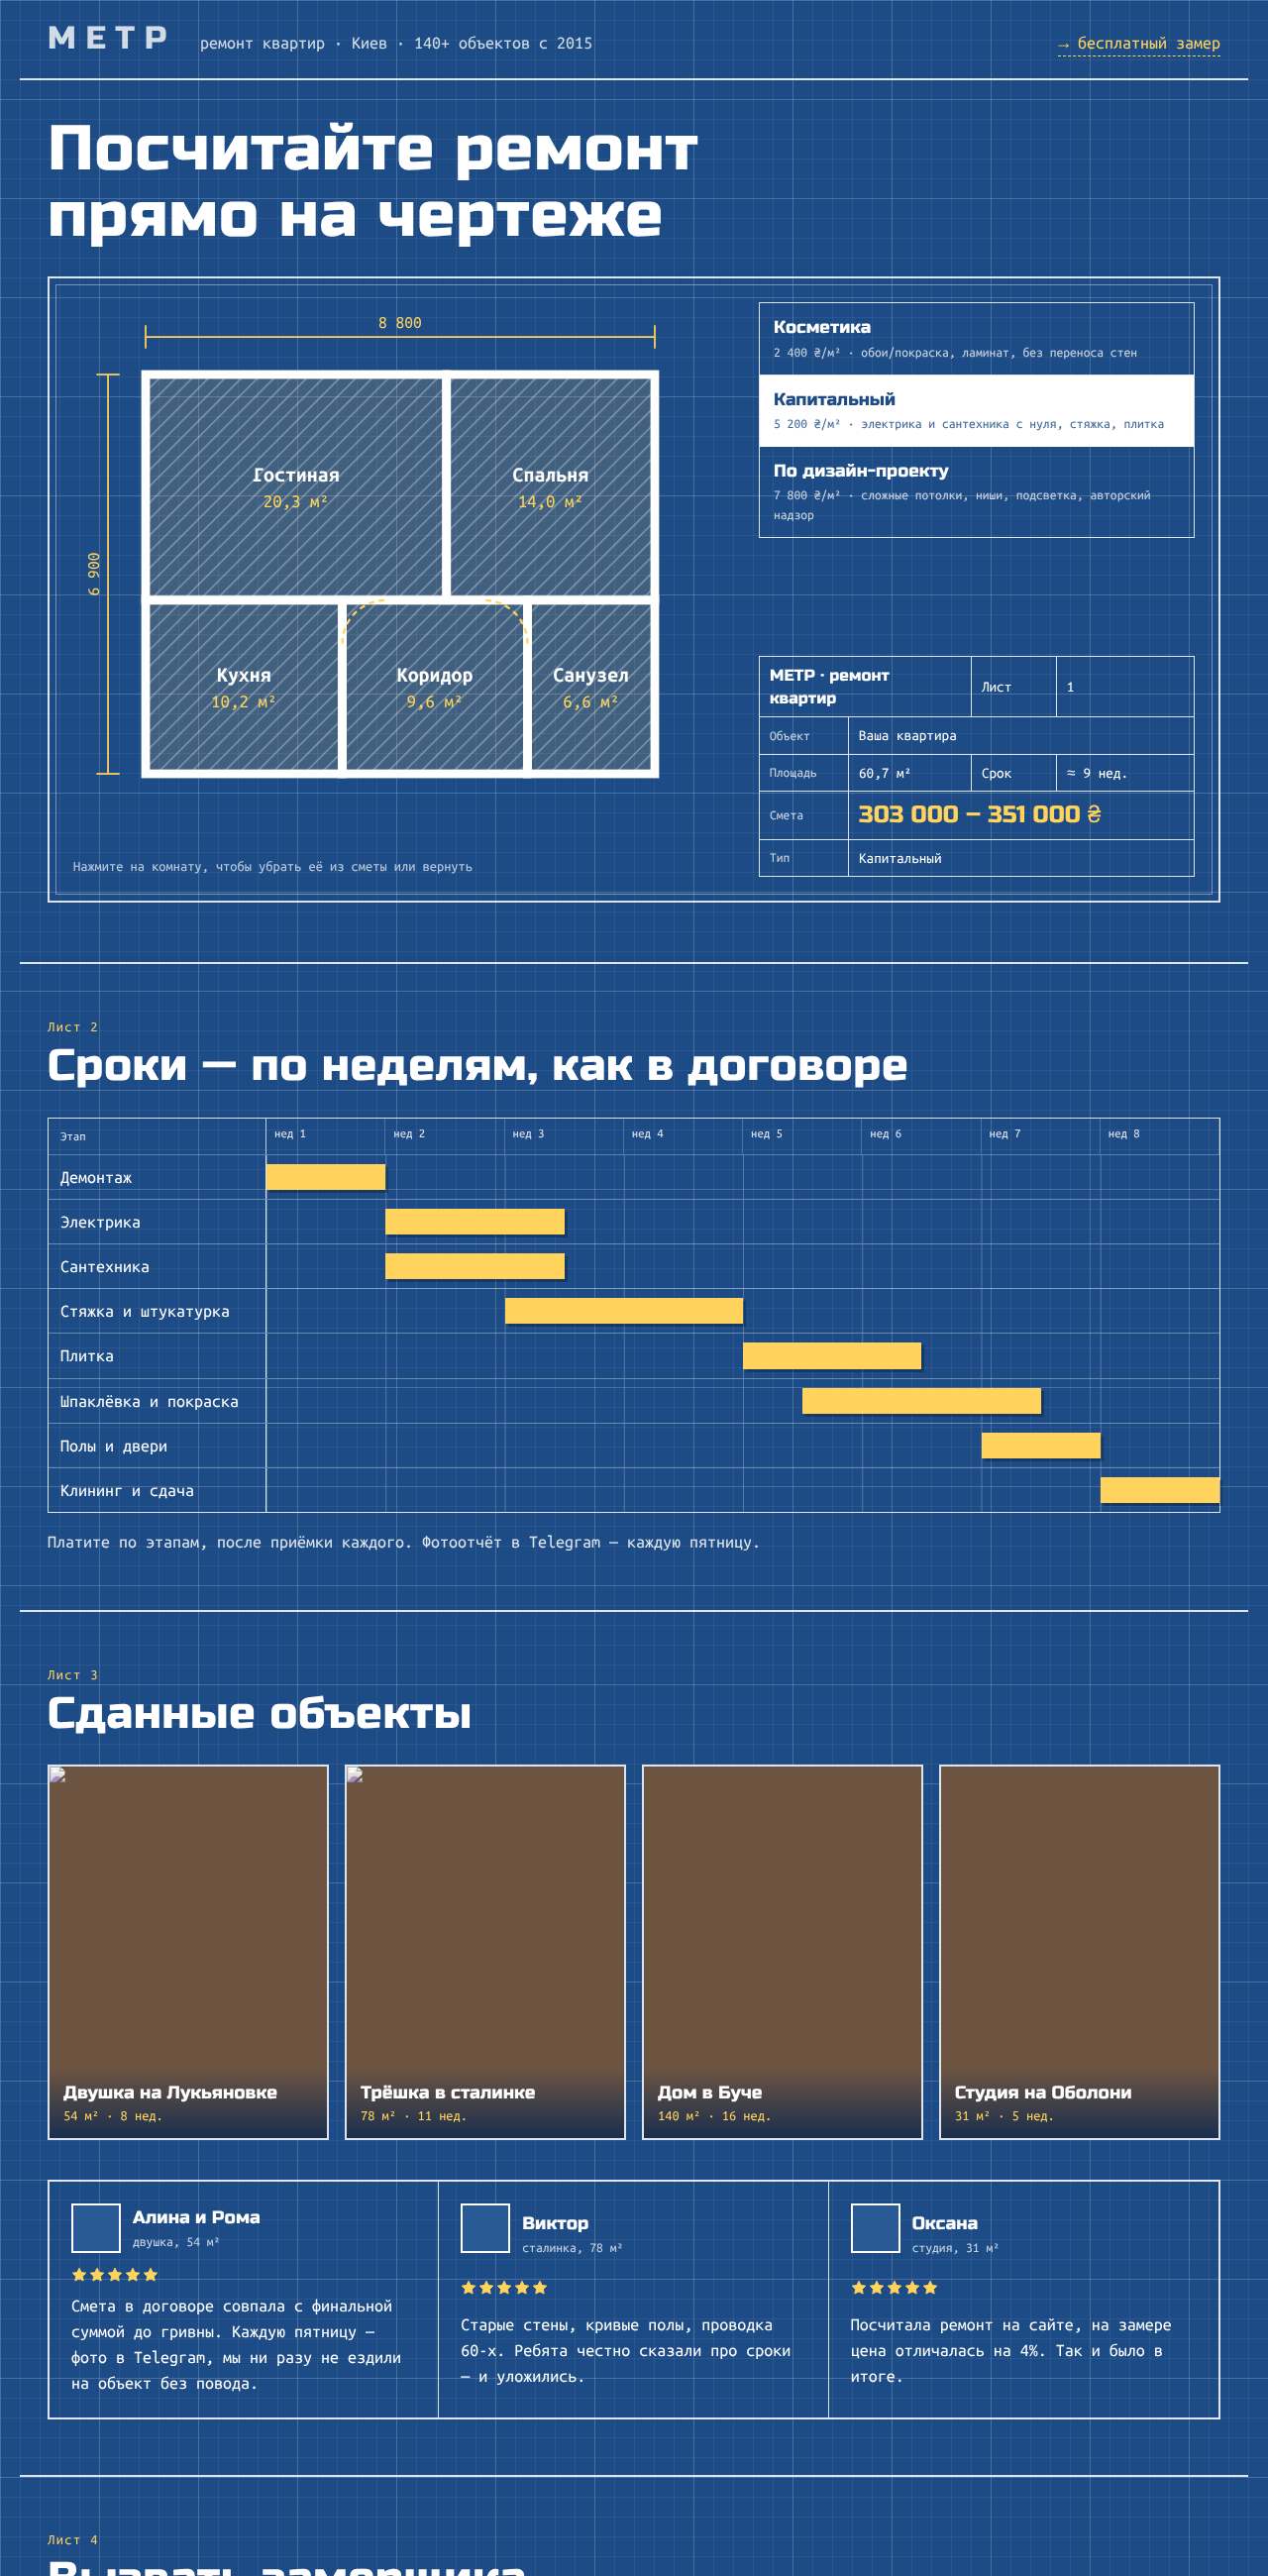 МЕТР ремонт квартир · Киев · 140+ объектов с 2015 → бесплатный замер
Посчитайте ремонт
прямо на чертеже
8 800
6 900
Гостиная
20,3 м²
Спальня
14,0 м²
Кухня
10,2 м²
Коридор
9,6 м²
Санузел
6,6 м²
Нажмите на комнату, чтобы убрать её из сметы или вернуть
Косметика
2 400 ₴/м² · обои/покраска, ламинат, без переноса стен
Капитальный
5 200 ₴/м² · электрика и сантехника с нуля, стяжка, плитка
По дизайн-проекту
7 800 ₴/м² · сложные потолки, ниши, подсветка, авторский
надзор
МЕТР · ремонт
квартир
Лист 1
Объект Ваша квартира
Площадь 60,7 м² Срок ≈ 9 нед.
Смета 303 000 – 351 000 ₴
Тип Капитальный
Лист 2
Сроки — по неделям, как в договоре
Этап нед 1 нед 2 нед 3 нед 4 нед 5 нед 6 нед 7 нед 8
Демонтаж
Электрика
Сантехника
Стяжка и штукатурка
Плитка
Шпаклёвка и покраска
Полы и двери
Клининг и сдача
Платите по этапам, после приёмки каждого. Фотоотчёт в Telegram — каждую пятницу.
Лист 3
Сданные объекты
Двушка на Лукьяновке
54 м² · 8 нед.
Трёшка в сталинке
78 м² · 11 нед.
Дом в Буче
140 м² · 16 нед.
Студия на Оболони
31 м² · 5 нед.
Алина и Рома
двушка, 54 м²
★★★★★
Смета в договоре совпала с финальной
суммой до гривны. Каждую пятницу —
фото в Telegram, мы ни разу не ездили
на объект без повода.
Виктор
сталинка, 78 м²
★★★★★
Старые стены, кривые полы, проводка
60-х. Ребята честно сказали про сроки
— и уложились.
Оксана
студия, 31 м²
★★★★★
Посчитала ремонт на сайте, на замере
цена отличалась на 4%. Так и было в
итоге.
Лист 4
Вызвать замерщика